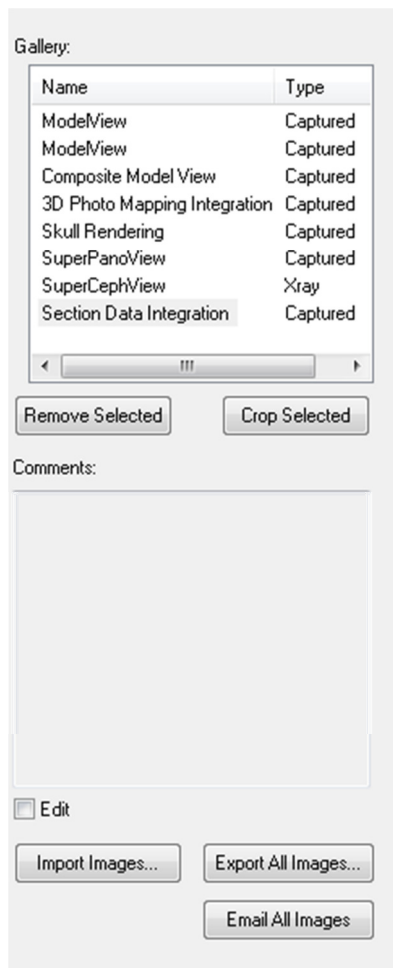 Gallery:
Name Type
ModelView Captured
ModelView Captured
Composite Model View Captured
3D Photo Mapping Integration Captured
Skull Rendering Captured
SuperPanoView Captured
SuperCephView Xray
Section Data Integration Captured
Remove Selected Crop Selected
Comments:
Edit
Import Images... Export All Images...
Email All Images